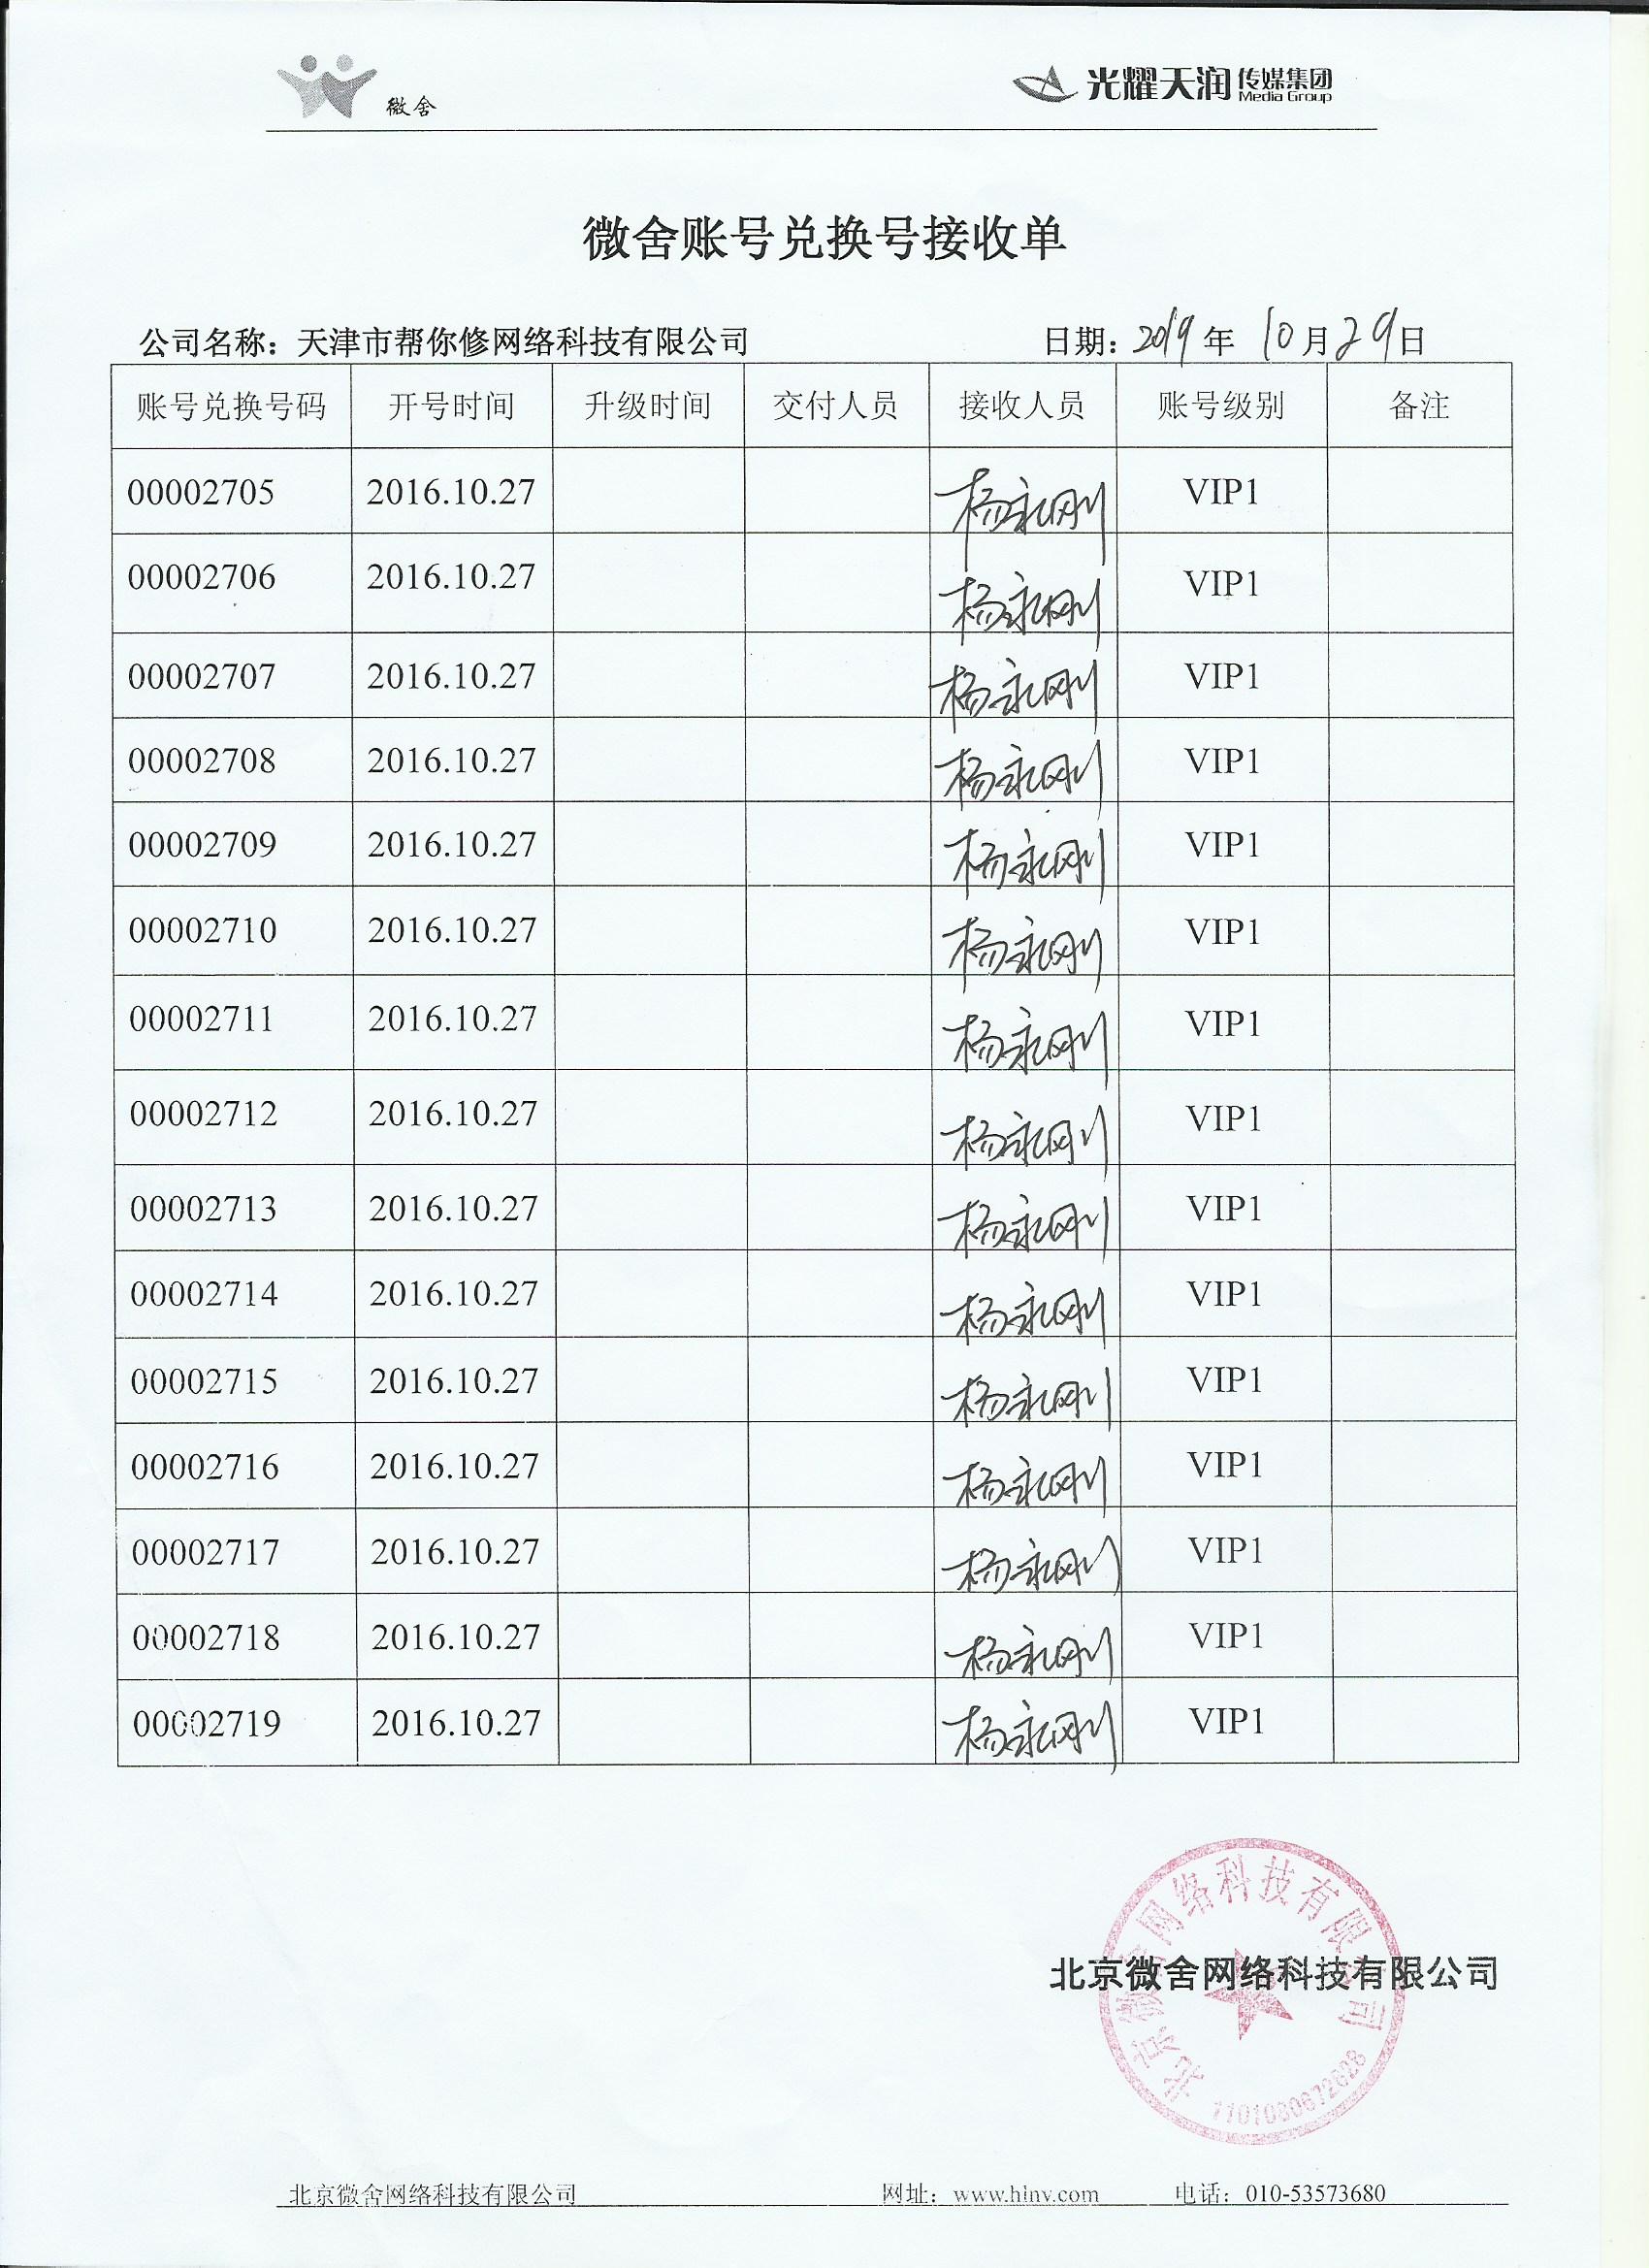 微舍
光耀天润 传媒集团
Media Group
微舍账号兑换号接收单
公司名称：天津市帮你修网络科技有限公司 日期：2019年 10月29日
账号兑换号码 开号时间 升级时间 交付人员 接收人员 账号级别 备注
00002705 2016.10.27 杨永刚 VIP1
00002706 2016.10.27 杨永刚 VIP1
00002707 2016.10.27 杨永刚 VIP1
00002708 2016.10.27 杨永刚 VIP1
00002709 2016.10.27 杨永刚 VIP1
00002710 2016.10.27 杨永刚 VIP1
00002711 2016.10.27 杨永刚 VIP1
00002712 2016.10.27 杨永刚 VIP1
00002713 2016.10.27 杨永刚 VIP1
00002714 2016.10.27 杨永刚 VIP1
00002715 2016.10.27 杨永刚 VIP1
00002716 2016.10.27 杨永刚 VIP1
00002717 2016.10.27 杨永刚 VIP1
00002718 2016.10.27 杨永刚 VIP1
00002719 2016.10.27 杨永刚 VIP1
北京微舍网络科技有限公司
北京微舍网络科技有限公司
1101080672628
北京微舍网络科技有限公司 网址：www.hlnv.com 电话：010-53573680